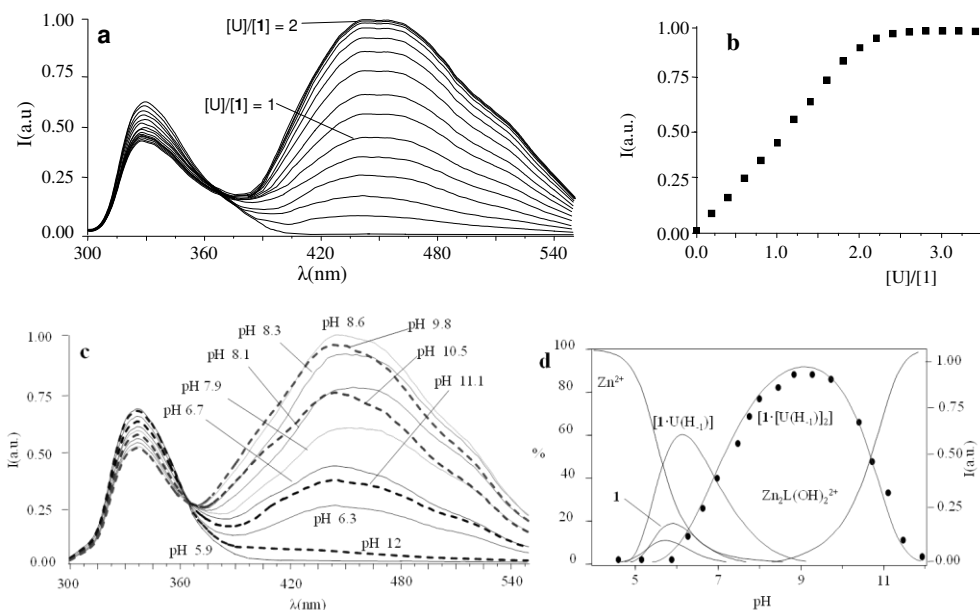 a
[U]/[1] = 2
[U]/[1] = 1
I(a.u)
1.00
0.75
0.50
0.25
0.00
300
360
420
480
540
λ(nm)
b
I(a.u.)
1.00
0.75
0.50
0.25
0.00
0.0
1.0
2.0
3.0
[U]/[1]
c
pH 8.6
pH 9.8
pH 8.3
pH 10.5
pH 8.1
pH 11.1
pH 7.9
pH 6.7
pH 6.3
pH 5.9
pH 12
I(a.u.)
1.00
0.75
0.50
0.25
0.00
300
360
420
480
540
λ(nm)
d
100
80
60
40
20
0
%
Zn²⁺
[1·U(H₋₁)]
[1·[U(H₋₁)]₂]
1
Zn₂L(OH)₂²⁺
1.00
0.75
0.50
0.25
0.00
I(a.u.)
5
7
9
11
pH